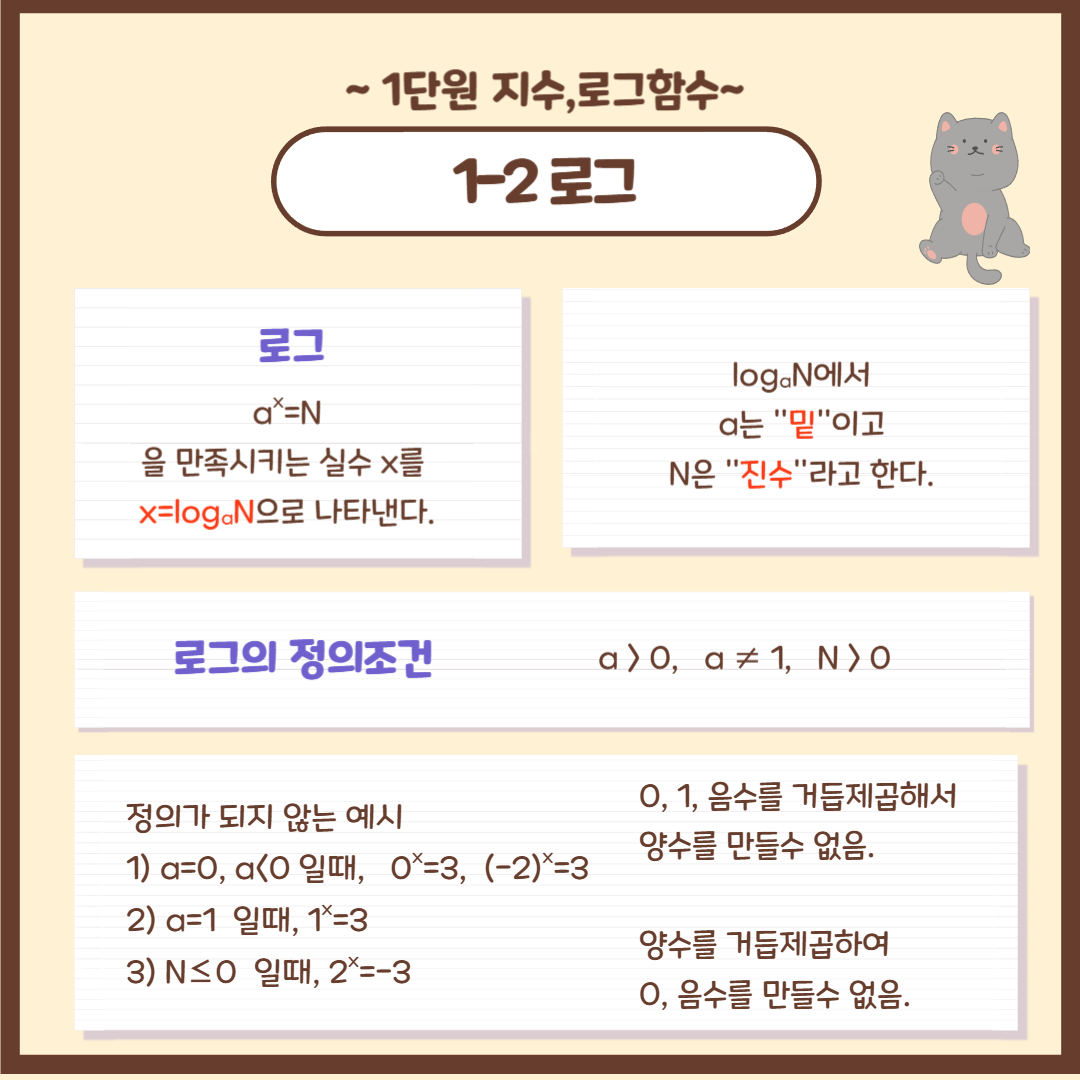 ~ 1단원 지수,로그함수~
1-2 로그
로그
aˣ=N
을 만족시키는 실수 x를
x=logₐN으로 나타낸다.
logₐN에서
a는 "밑"이고
N은 "진수"라고 한다.
로그의 정의조건
a > 0, a ≠ 1, N > 0
정의가 되지 않는 예시
1) a=0, a<0 일때, 0ˣ=3, (-2)ˣ=3
2) a=1 일때, 1ˣ=3
3) N≤0 일때, 2ˣ=-3
0, 1, 음수를 거듭제곱해서
양수를 만들수 없음.
양수를 거듭제곱하여
0, 음수를 만들수 없음.